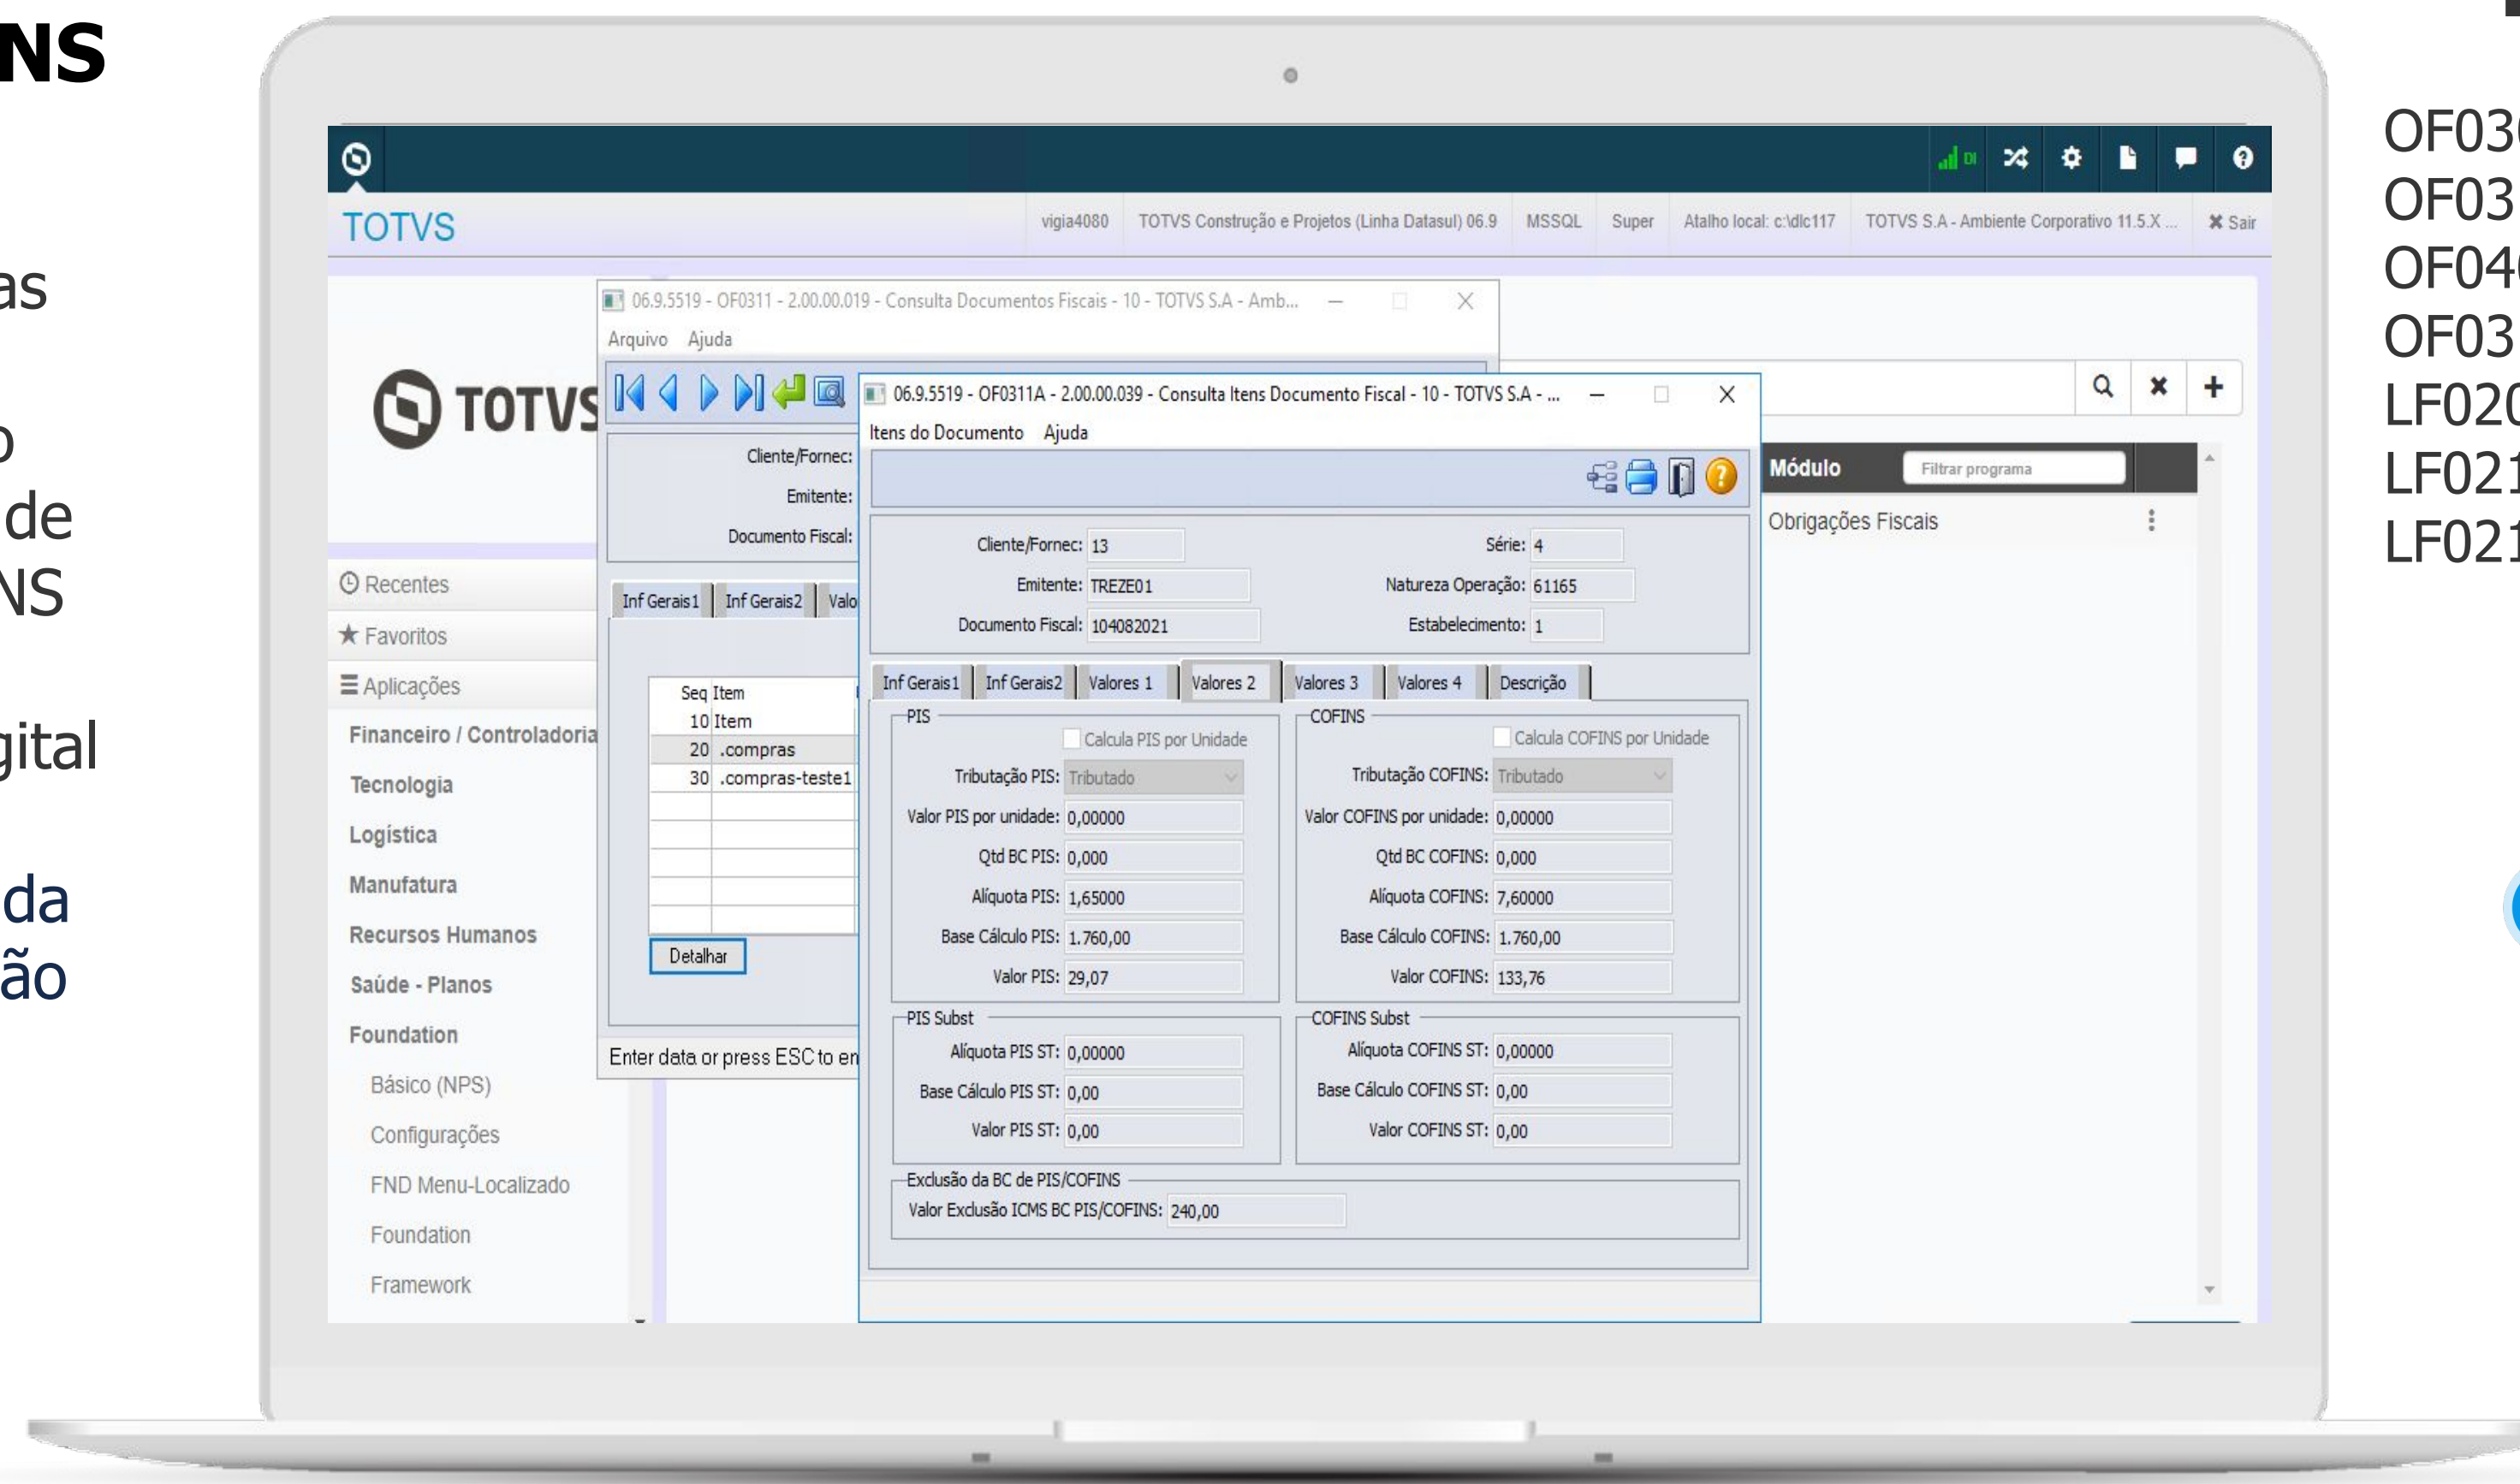 NS
as
o
de
NS
gital
da
ão
DI
TOTVS
vigia4080 TOTVS Construção e Projetos (Linha Datasul) 06.9 MSSQL Super Atalho local: c:\dlc117 TOTVS S.A - Ambiente Corporativo 11.5.X ... Sair
TOTVS
Recentes
Favoritos
Aplicações
Financeiro / Controladoria
Tecnologia
Logística
Manufatura
Recursos Humanos
Saúde - Planos
Foundation
Básico (NPS)
Configurações
FND Menu-Localizado
Foundation
Framework
06.9.5519 - OF0311 - 2.00.00.019 - Consulta Documentos Fiscais - 10 - TOTVS S.A - Amb...
Arquivo Ajuda
Cliente/Fornec:
Emitente:
Documento Fiscal:
Inf Gerais1 Inf Gerais2 Valo
Seq Item
10 Item
20 .compras
30 .compras-teste1
Detalhar
Enter data or press ESC to en
06.9.5519 - OF0311A - 2.00.00.039 - Consulta Itens Documento Fiscal - 10 - TOTVS S.A - ...
Itens do Documento Ajuda
Cliente/Fornec: 13 Série: 4
Emitente: TREZE01 Natureza Operação: 61165
Documento Fiscal: 104082021 Estabelecimento: 1
Inf Gerais1 Inf Gerais2 Valores 1 Valores 2 Valores 3 Valores 4 Descrição
PIS COFINS
Calcula PIS por Unidade Calcula COFINS por Unidade
Tributação PIS: Tributado Tributação COFINS: Tributado
Valor PIS por unidade: 0,00000 Valor COFINS por unidade: 0,00000
Qtd BC PIS: 0,000 Qtd BC COFINS: 0,000
Alíquota PIS: 1,65000 Alíquota COFINS: 7,60000
Base Cálculo PIS: 1.760,00 Base Cálculo COFINS: 1.760,00
Valor PIS: 29,07 Valor COFINS: 133,76
PIS Subst COFINS Subst
Alíquota PIS ST: 0,00000 Alíquota COFINS ST: 0,00000
Base Cálculo PIS ST: 0,00 Base Cálculo COFINS ST: 0,00
Valor PIS ST: 0,00 Valor COFINS ST: 0,00
Exclusão da BC de PIS/COFINS
Valor Exclusão ICMS BC PIS/COFINS: 240,00
Módulo Filtrar programa
Obrigações Fiscais
OF030
OF03
OF040
OF03
LF020
LF021
LF021